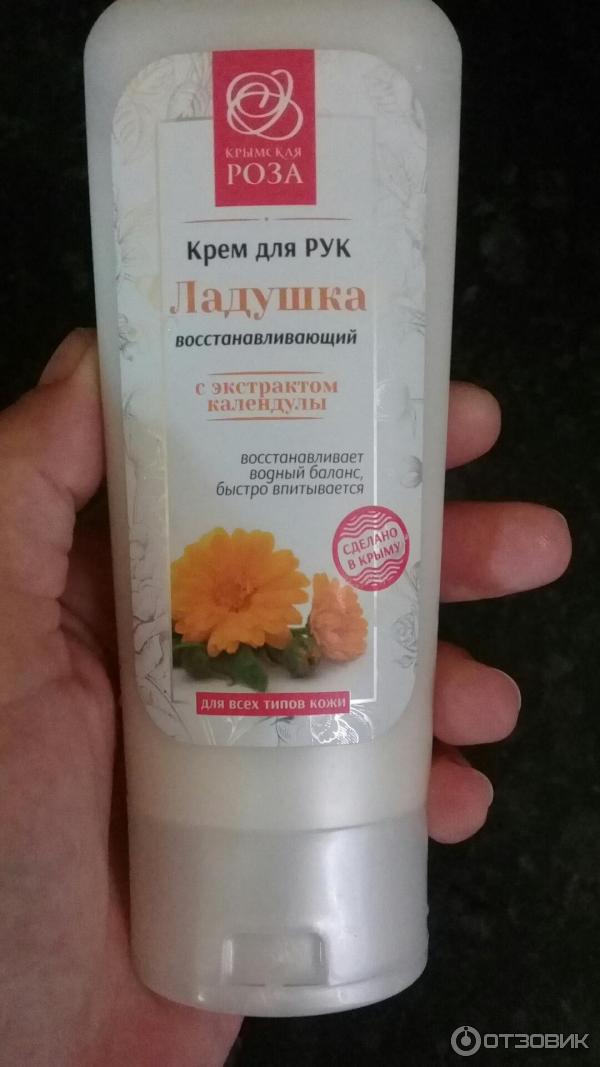 КРЫМСКАЯ
РОЗА
Крем для РУК
Ладушка
восстанавливающий
с экстрактом
календулы
восстанавливает
водный баланс,
быстро впитывается
СДЕЛАНО
В КРЫМУ
для всех типов кожи
ОТЗОВИК